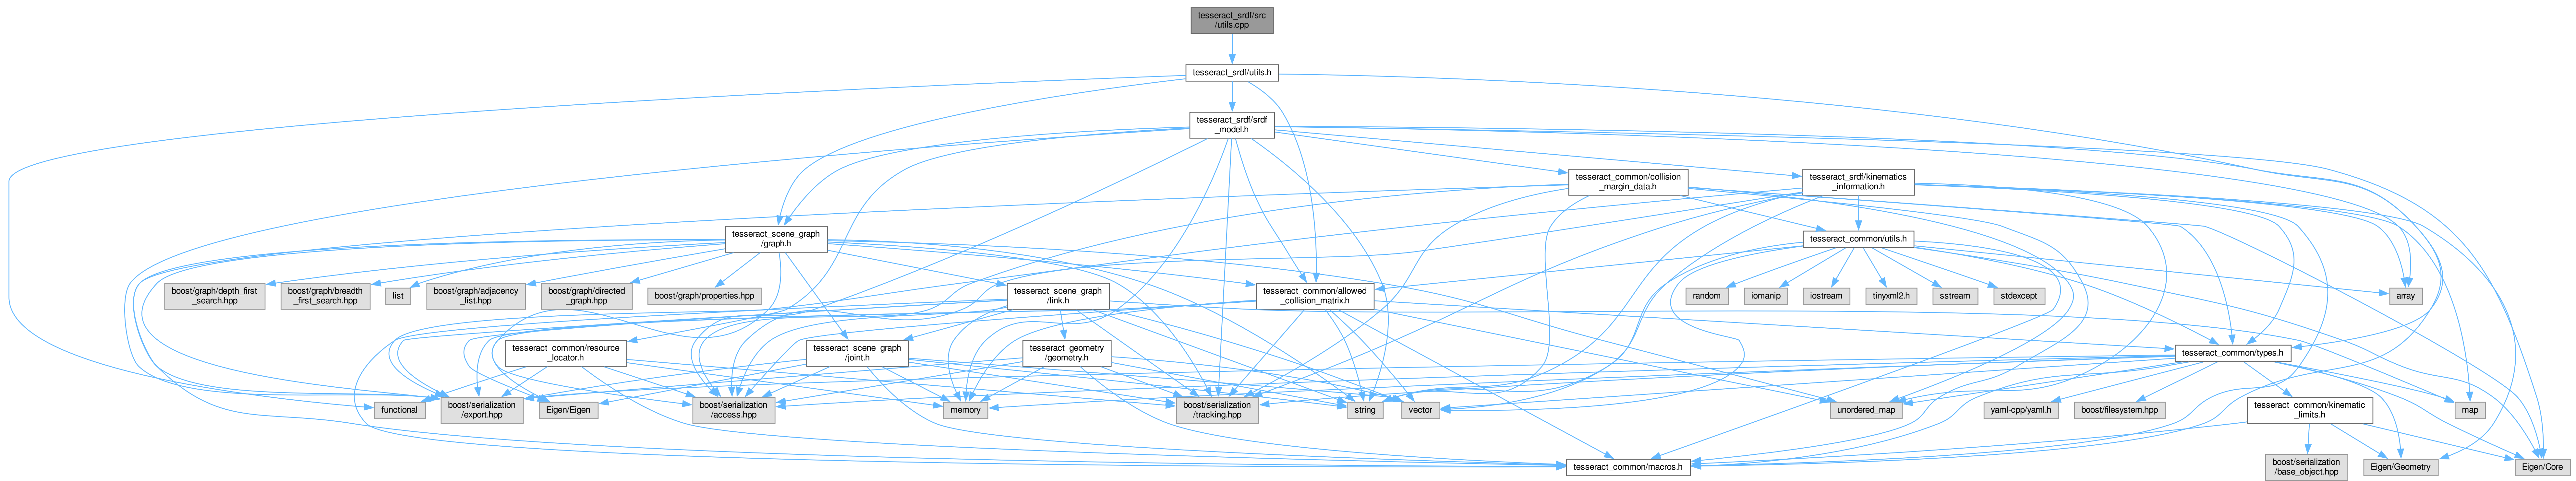 tesseract_srdf/src
/utils.cpp
tesseract_srdf/utils.h
tesseract_srdf/srdf
_model.h
tesseract_common/collision
_margin_data.h
tesseract_srdf/kinematics
_information.h
tesseract_scene_graph
/graph.h
tesseract_common/utils.h
boost/graph/depth_first
_search.hpp
boost/graph/breadth
_first_search.hpp
list
boost/graph/adjacency
_list.hpp
boost/graph/directed
_graph.hpp
boost/graph/properties.hpp
tesseract_scene_graph
/link.h
tesseract_common/allowed
_collision_matrix.h
random
iomanip
iostream
tinyxml2.h
sstream
stdexcept
array
tesseract_common/resource
_locator.h
tesseract_scene_graph
/joint.h
tesseract_geometry
/geometry.h
tesseract_common/types.h
functional
boost/serialization
/export.hpp
Eigen/Eigen
boost/serialization
/access.hpp
memory
boost/serialization
/tracking.hpp
string
vector
unordered_map
yaml-cpp/yaml.h
boost/filesystem.hpp
tesseract_common/kinematic
_limits.h
map
tesseract_common/macros.h
boost/serialization
/base_object.hpp
Eigen/Geometry
Eigen/Core